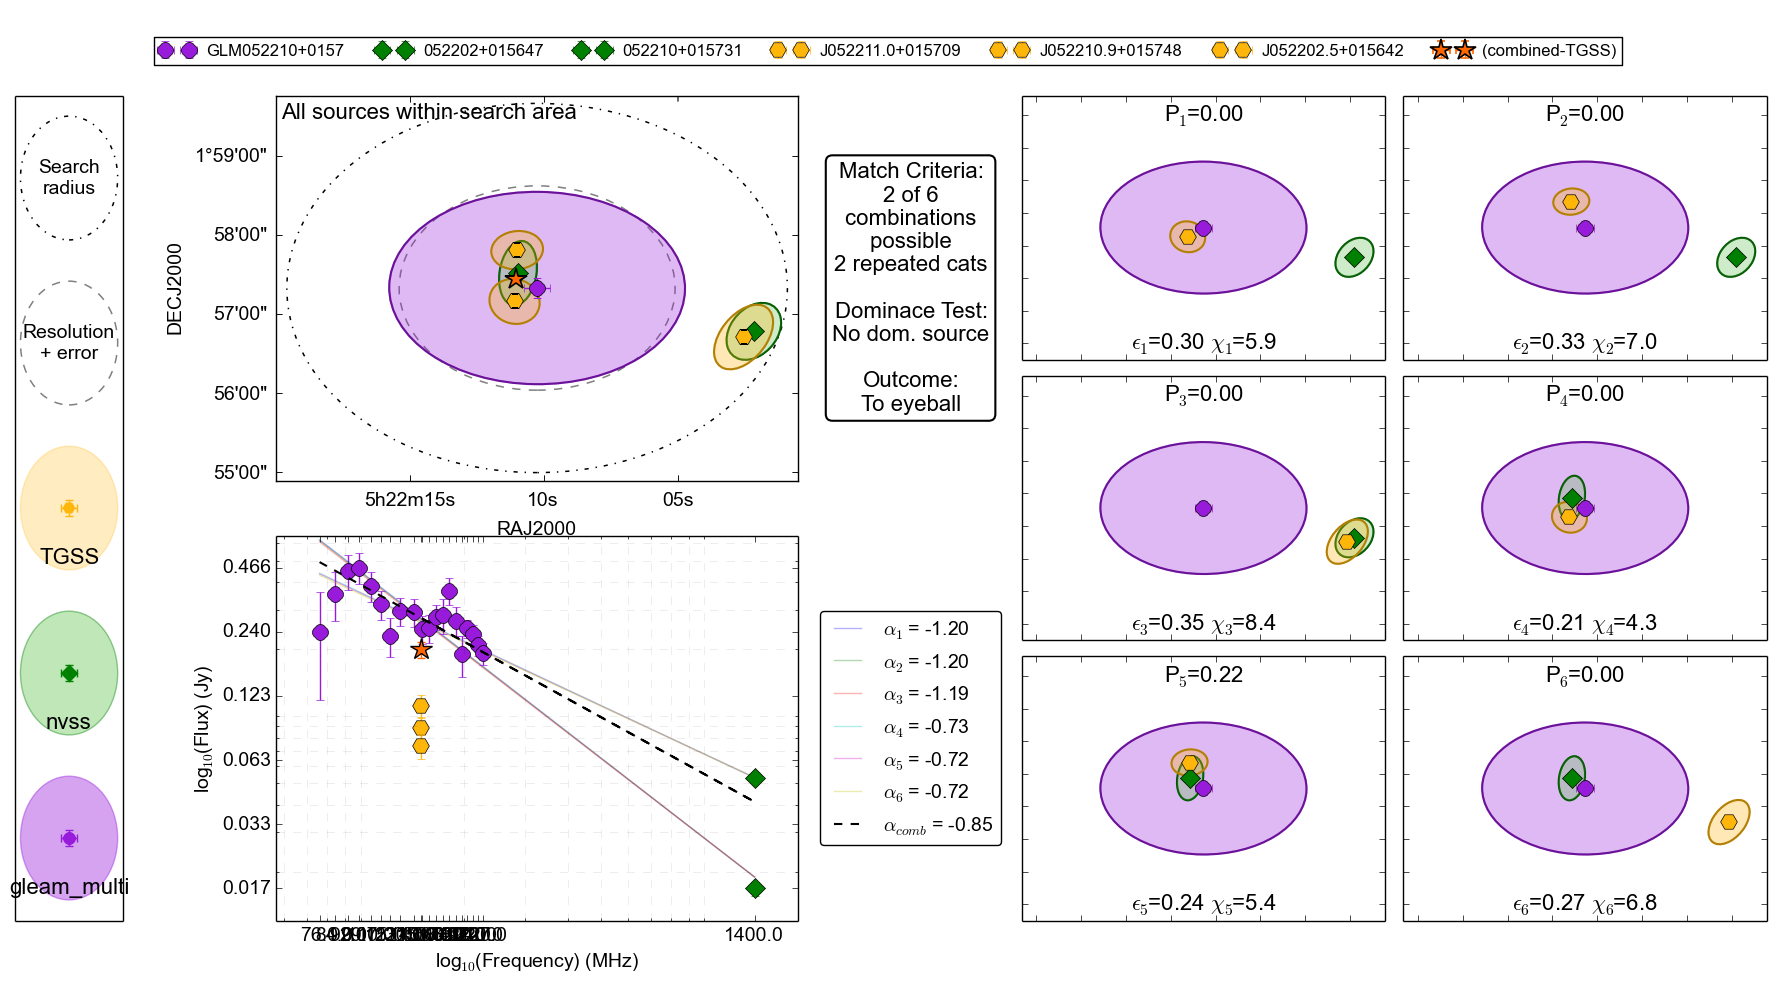 GLM052210+0157 052202+015647 052210+015731 J052211.0+015709 J052210.9+015748 J052202.5+015642 (combined-TGSS)
Search
radius
Resolution
+ error
TGSS
nvss
gleam_multi
All sources within search area
DECJ2000
1°59'00"
58'00"
57'00"
56'00"
55'00"
5h22m15s 10s 05s
RAJ2000
Match Criteria:
2 of 6
combinations
possible
2 repeated cats
Dominace Test:
No dom. source
Outcome:
To eyeball
log10(Flux) (Jy)
0.466
0.240
0.123
0.063
0.033
0.017
1400.0
log10(Frequency) (MHz)
α1 = -1.20
α2 = -1.20
α3 = -1.19
α4 = -0.73
α5 = -0.72
α6 = -0.72
αcomb = -0.85
P1=0.00
ϵ1=0.30 χ1=5.9
P2=0.00
ϵ2=0.33 χ2=7.0
P3=0.00
ϵ3=0.35 χ3=8.4
P4=0.00
ϵ4=0.21 χ4=4.3
P5=0.22
ϵ5=0.24 χ5=5.4
P6=0.00
ϵ6=0.27 χ6=6.8